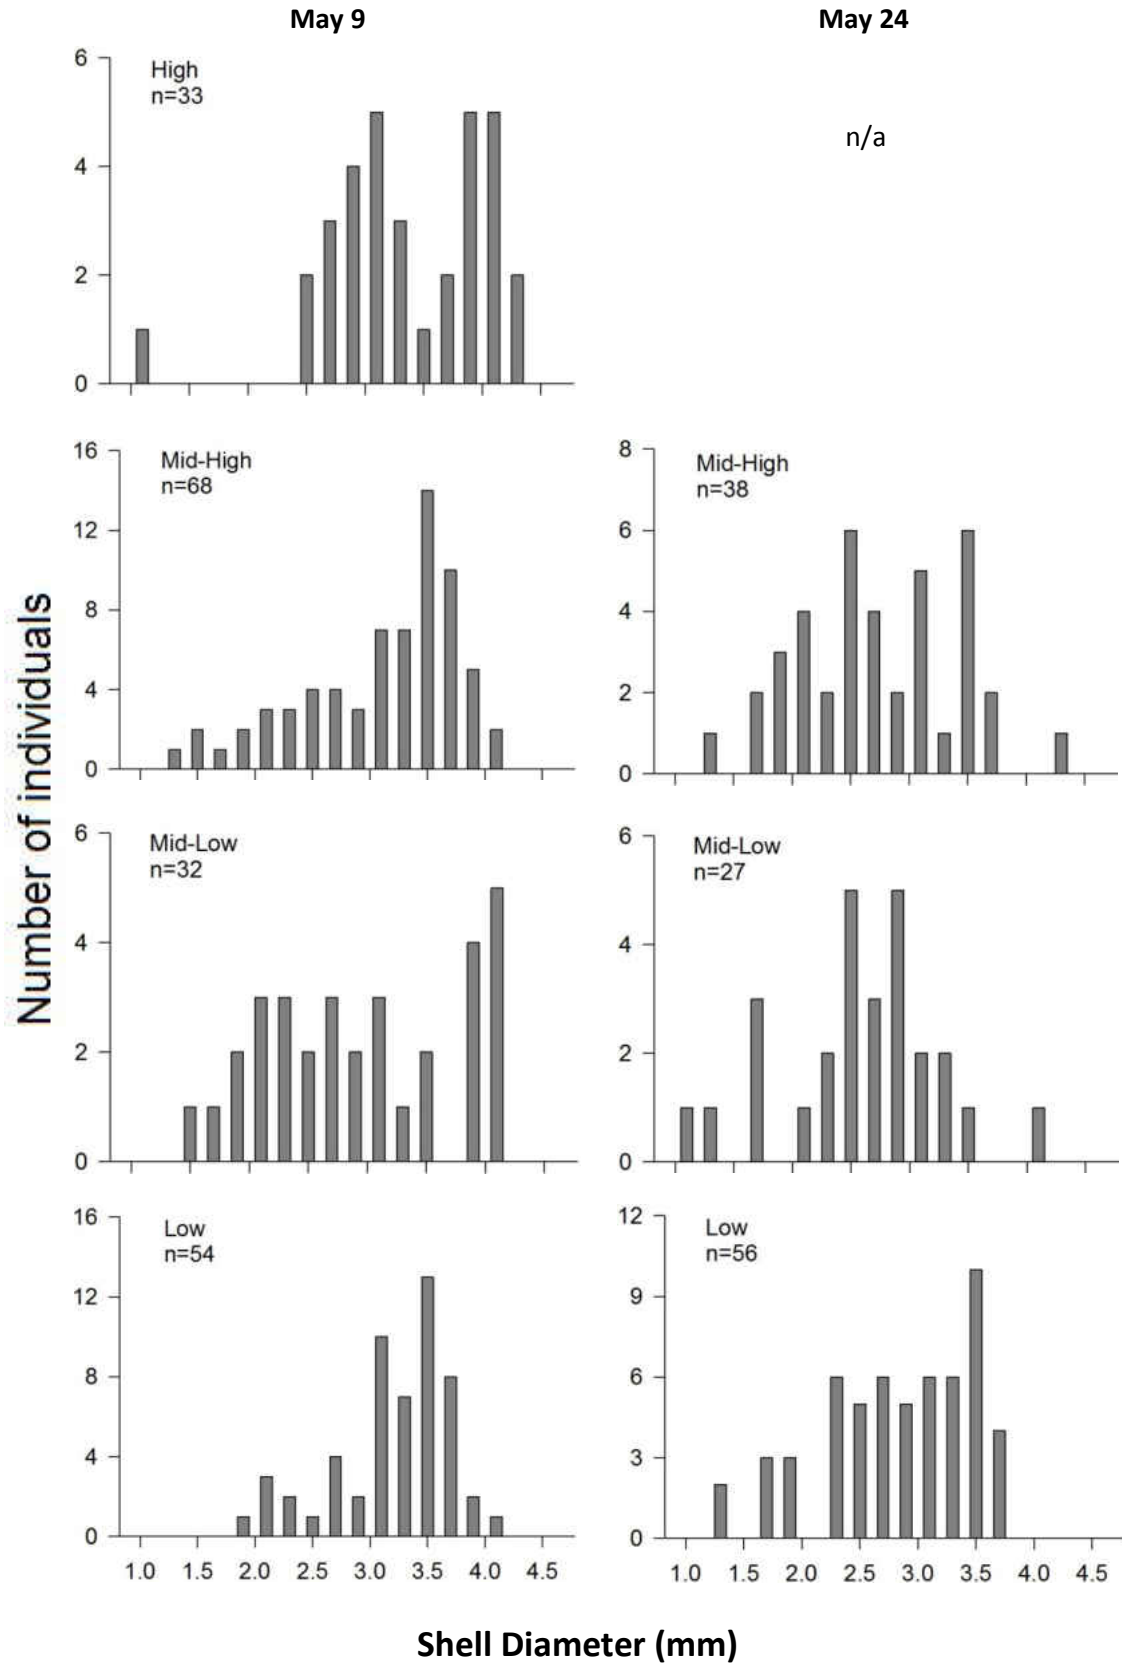 May 9
May 24
6
High
n=33
4
2
0
n/a
16
Mid-High
n=68
12
8
4
0
8
Mid-High
n=38
6
4
2
0
Number of individuals
6
Mid-Low
n=32
4
2
0
6
Mid-Low
n=27
4
2
0
16
Low
n=54
12
8
4
0
1.0 1.5 2.0 2.5 3.0 3.5 4.0 4.5
12
Low
n=56
9
6
3
0
1.0 1.5 2.0 2.5 3.0 3.5 4.0 4.5
Shell Diameter (mm)